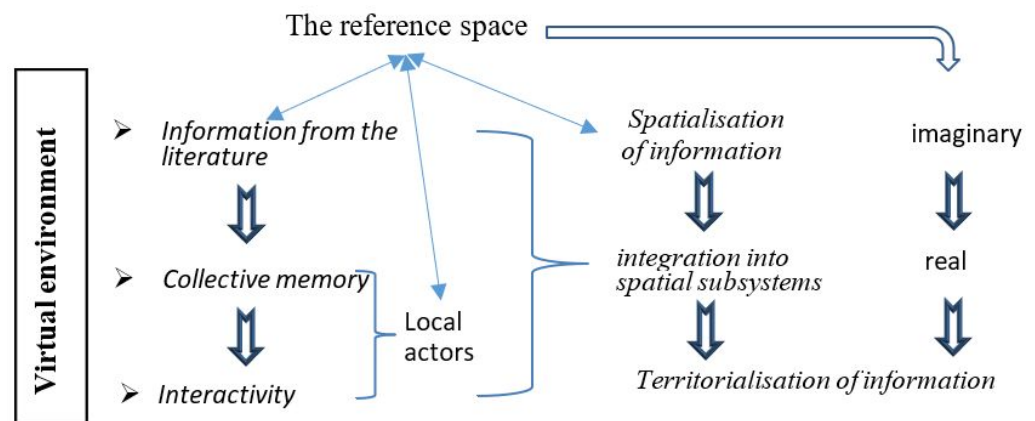 The reference space
Virtual environment
Information from the
literature
Collective memory
Interactivity
Local
actors
Spatialisation
of information
integration into
spatial subsystems
imaginary
real
Territorialisation of information